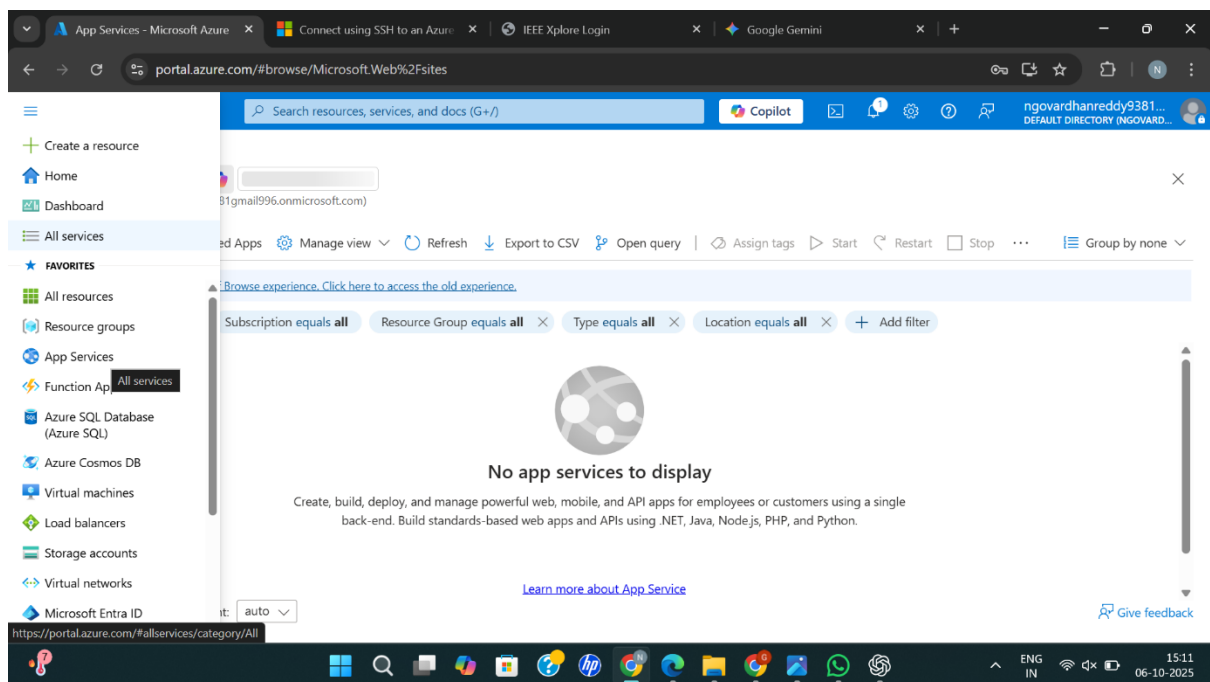 App Services - Microsoft Azure
Connect using SSH to an Azure
IEEE Xplore Login
Google Gemini
portal.azure.com/#browse/Microsoft.Web%2Fsites
N
Search resources, services, and docs (G+/)
Copilot
1
ngovardhanreddy9381...
DEFAULT DIRECTORY (NGOVARD...
Create a resource
Home
Dashboard
All services
FAVORITES
All resources
Resource groups
App Services
Function Ap
All services
Azure SQL Database
(Azure SQL)
Azure Cosmos DB
Virtual machines
Load balancers
Storage accounts
Virtual networks
Microsoft Entra ID
https://portal.azure.com/#allservices/category/All
81gmail996.onmicrosoft.com)
ed Apps Manage view Refresh Export to CSV Open query Assign tags Start Restart Stop ... Group by none
Browse experience. Click here to access the old experience.
Subscription equals all Resource Group equals all Type equals all Location equals all Add filter
No app services to display
Create, build, deploy, and manage powerful web, mobile, and API apps for employees or customers using a single
back-end. Build standards-based web apps and APIs using .NET, Java, Node.js, PHP, and Python.
Learn more about App Service
auto
Give feedback
7
ENG
IN
15:11
06-10-2025